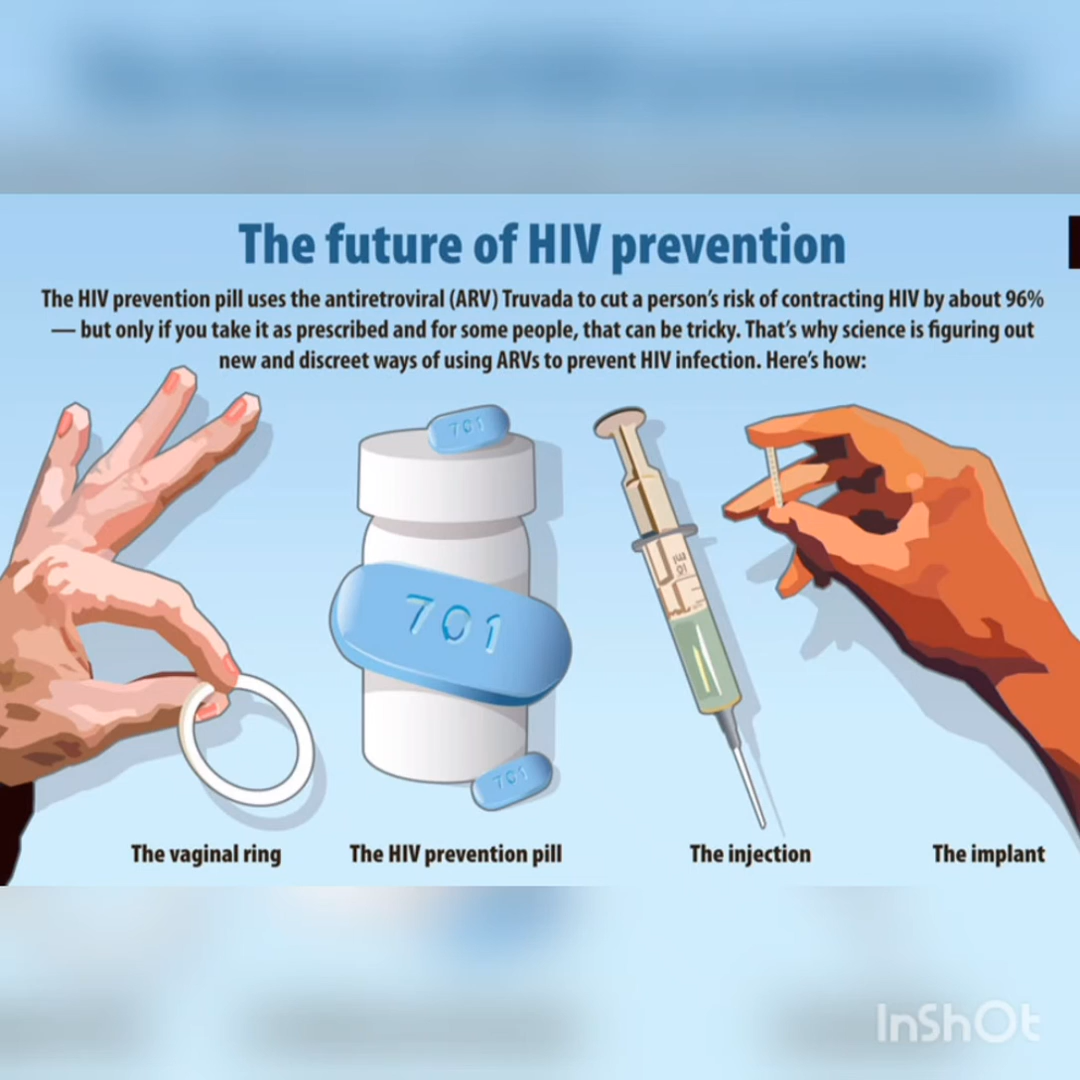 The future of HIV prevention
The HIV prevention pill uses the antiretroviral (ARV) Truvada to cut a person's risk of contracting HIV by about 96%
— but only if you take it as prescribed and for some people, that can be tricky. That's why science is figuring out
new and discreet ways of using ARVs to prevent HIV infection. Here's how:
701
701
701
The vaginal ring
The HIV prevention pill
The injection
The implant
InShOt